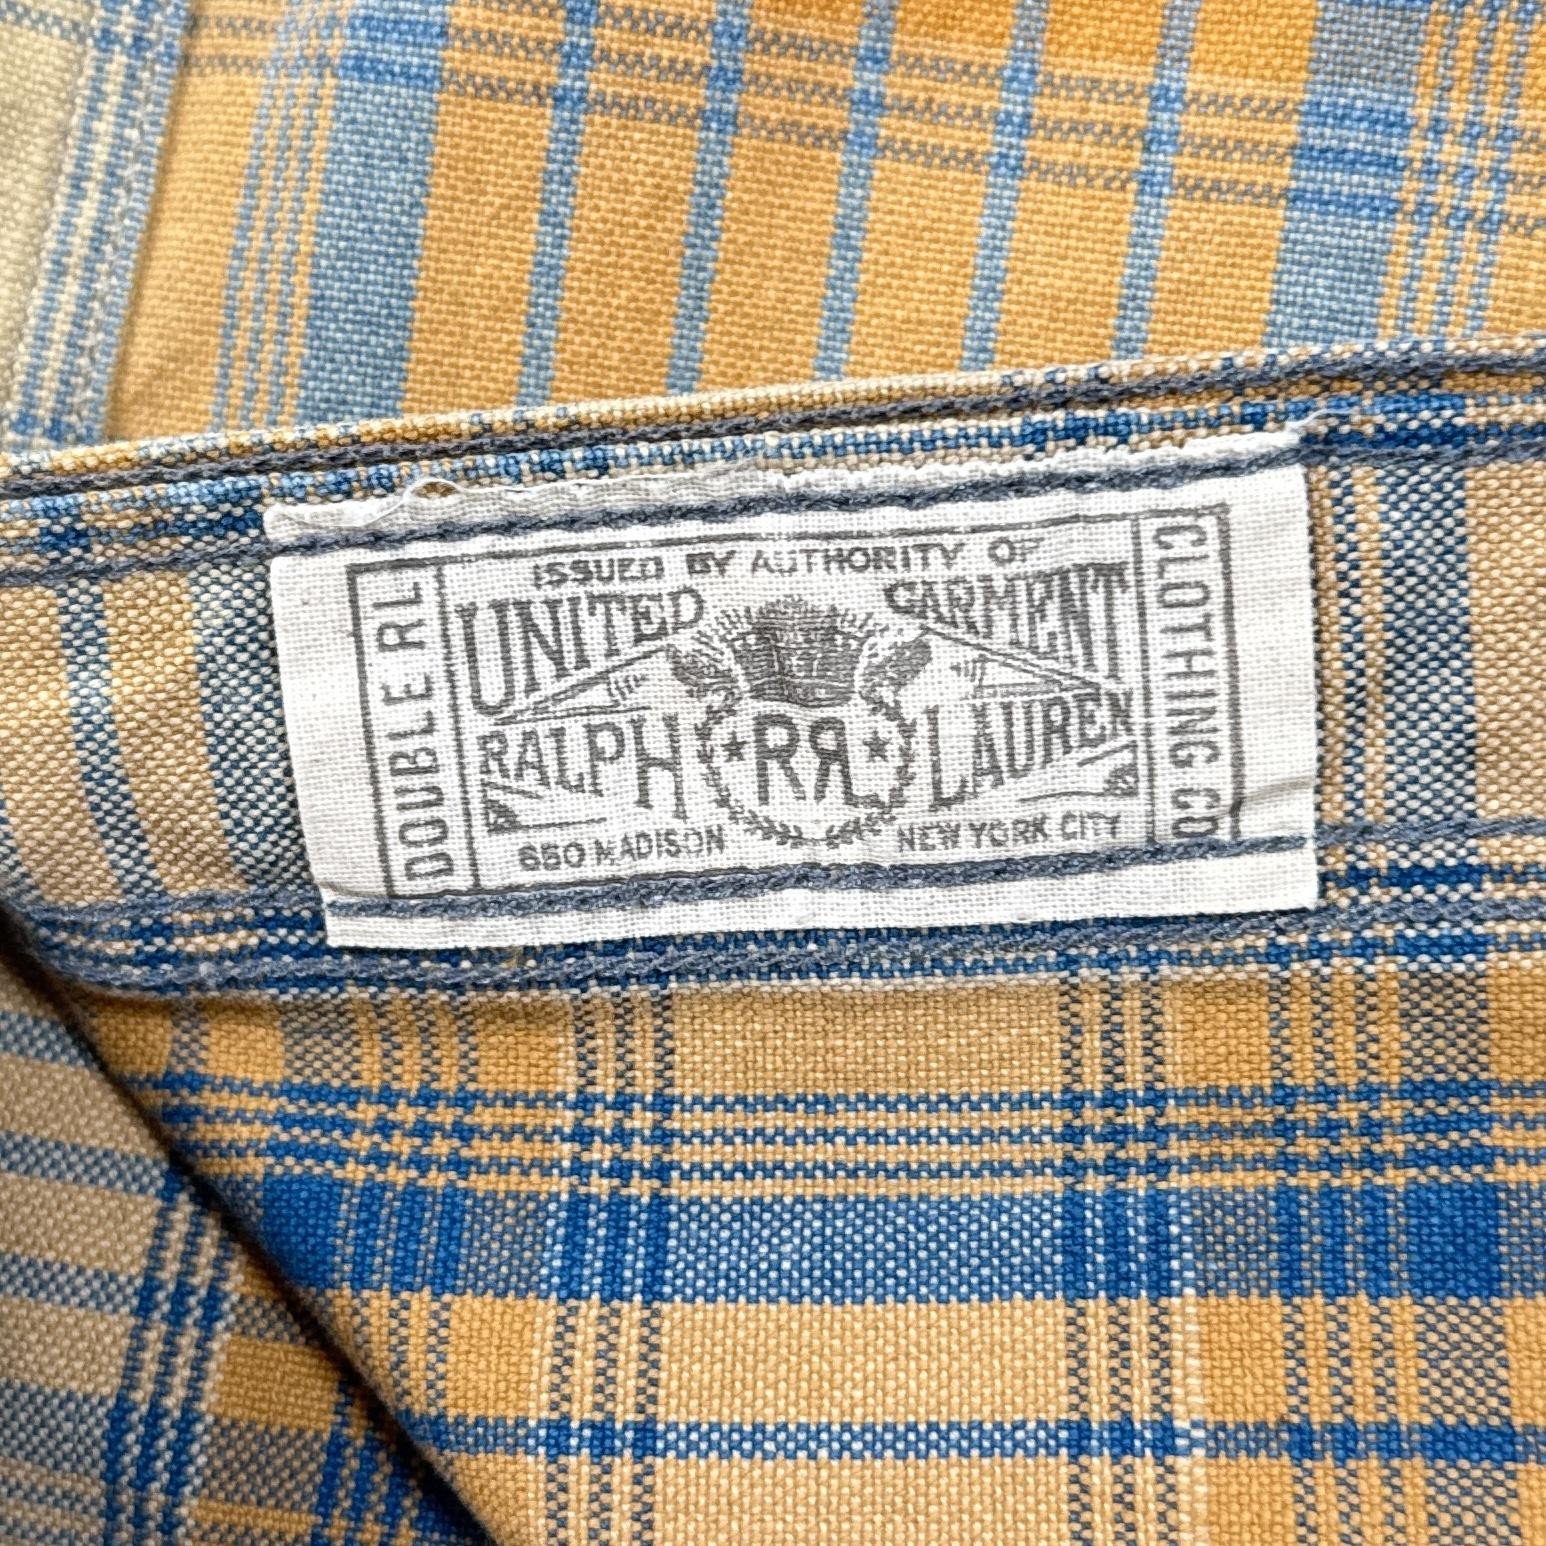 DOUBLE RL
ISSUED BY AUTHORITY OF
UNITED GARMENT
RALPH RR LAUREN
650 MADISON NEW YORK CITY
CLOTHING CO